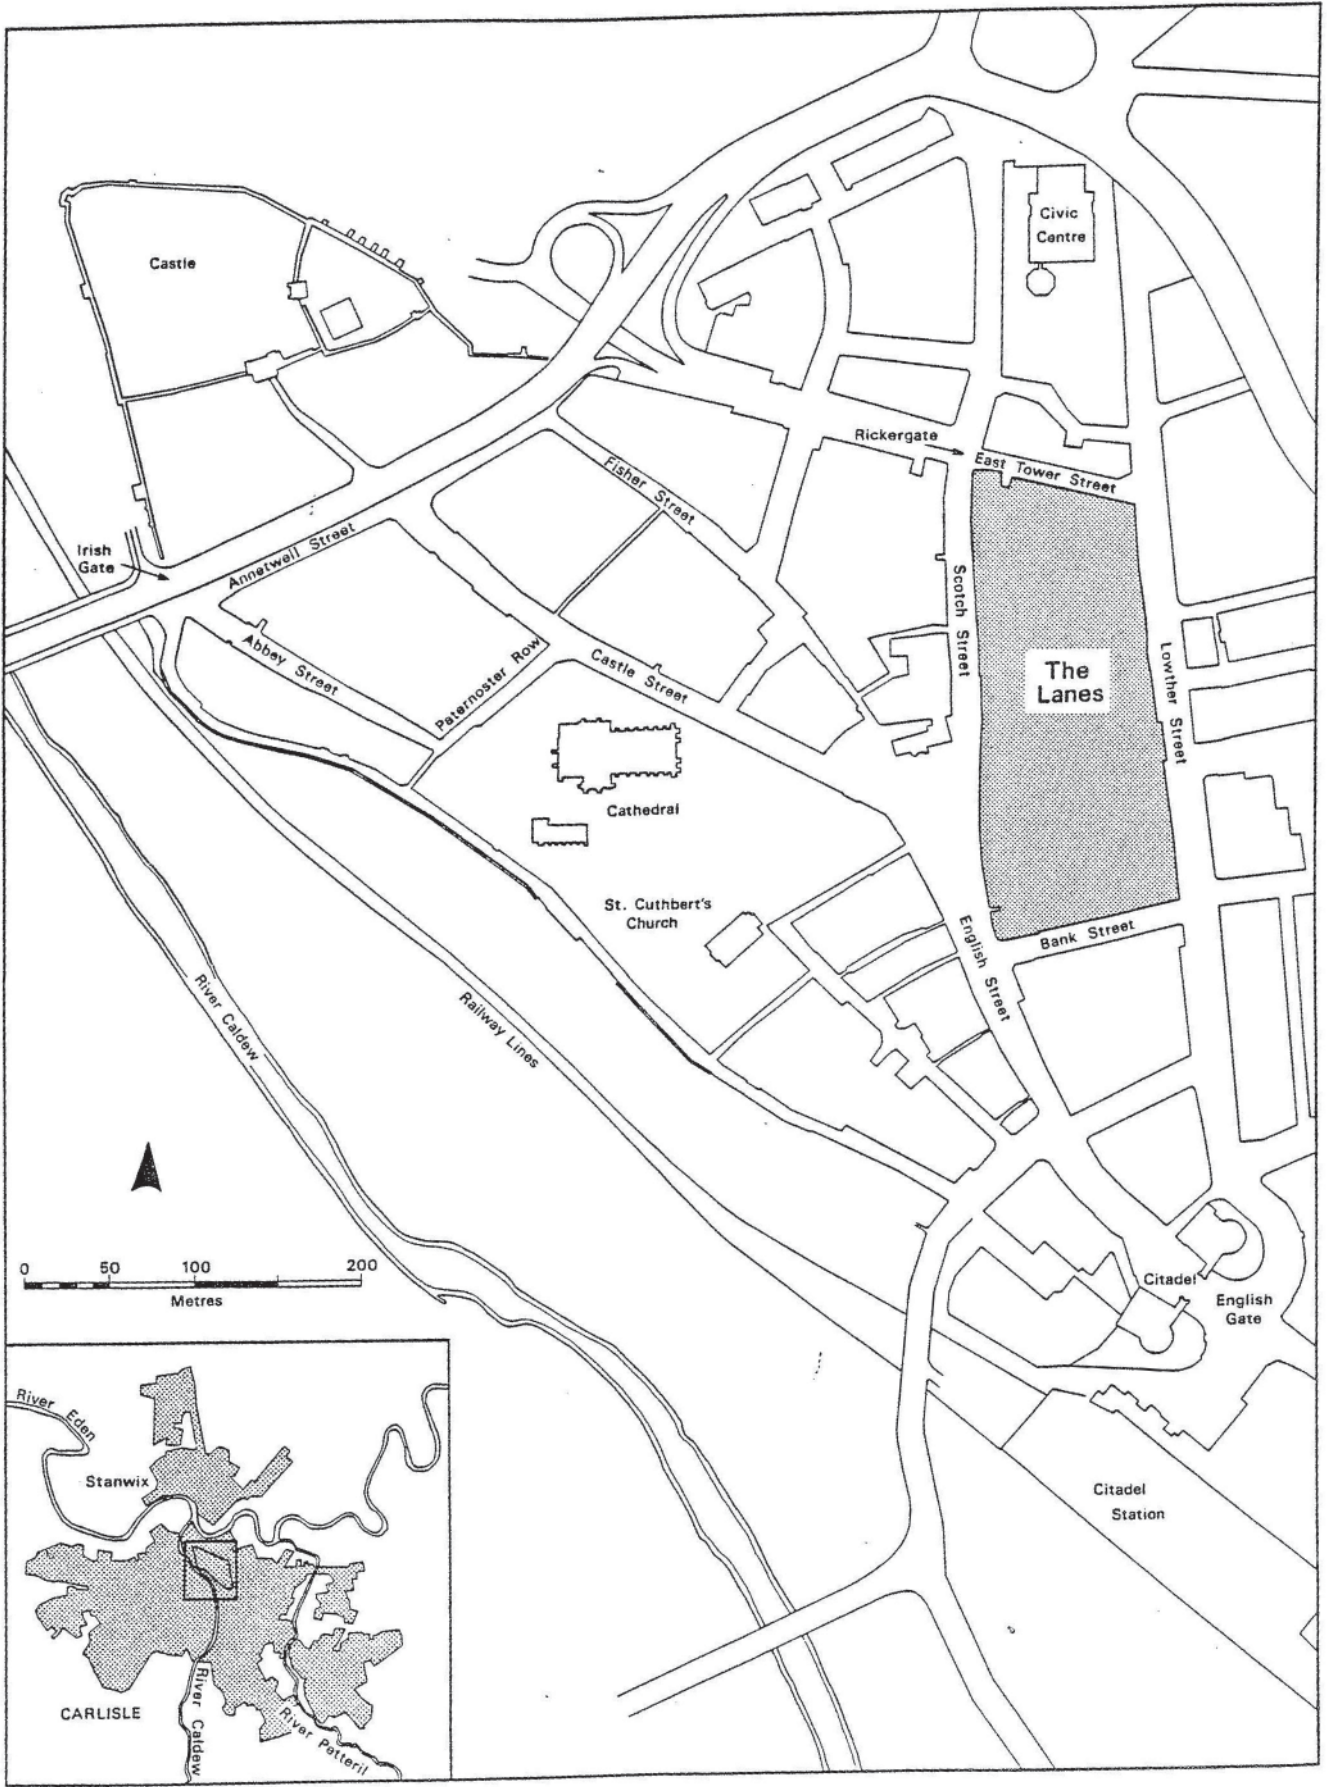 Civic
Centre
Castle
Rickergate
East Tower Street
Fisher Street
Irish
Gate
Annetwell Street
Scotch Street
Abbey Street
Paternoster Row
Castle Street
The
Lanes
Lowther Street
Cathedral
St. Cuthbert's
Church
English Street
Bank Street
River Caldew
Railway Lines
0 50 100 200
Metres
Citadel
English
Gate
River Eden
Stanwix
Citadel
Station
CARLISLE
River Caldew
River Petteril